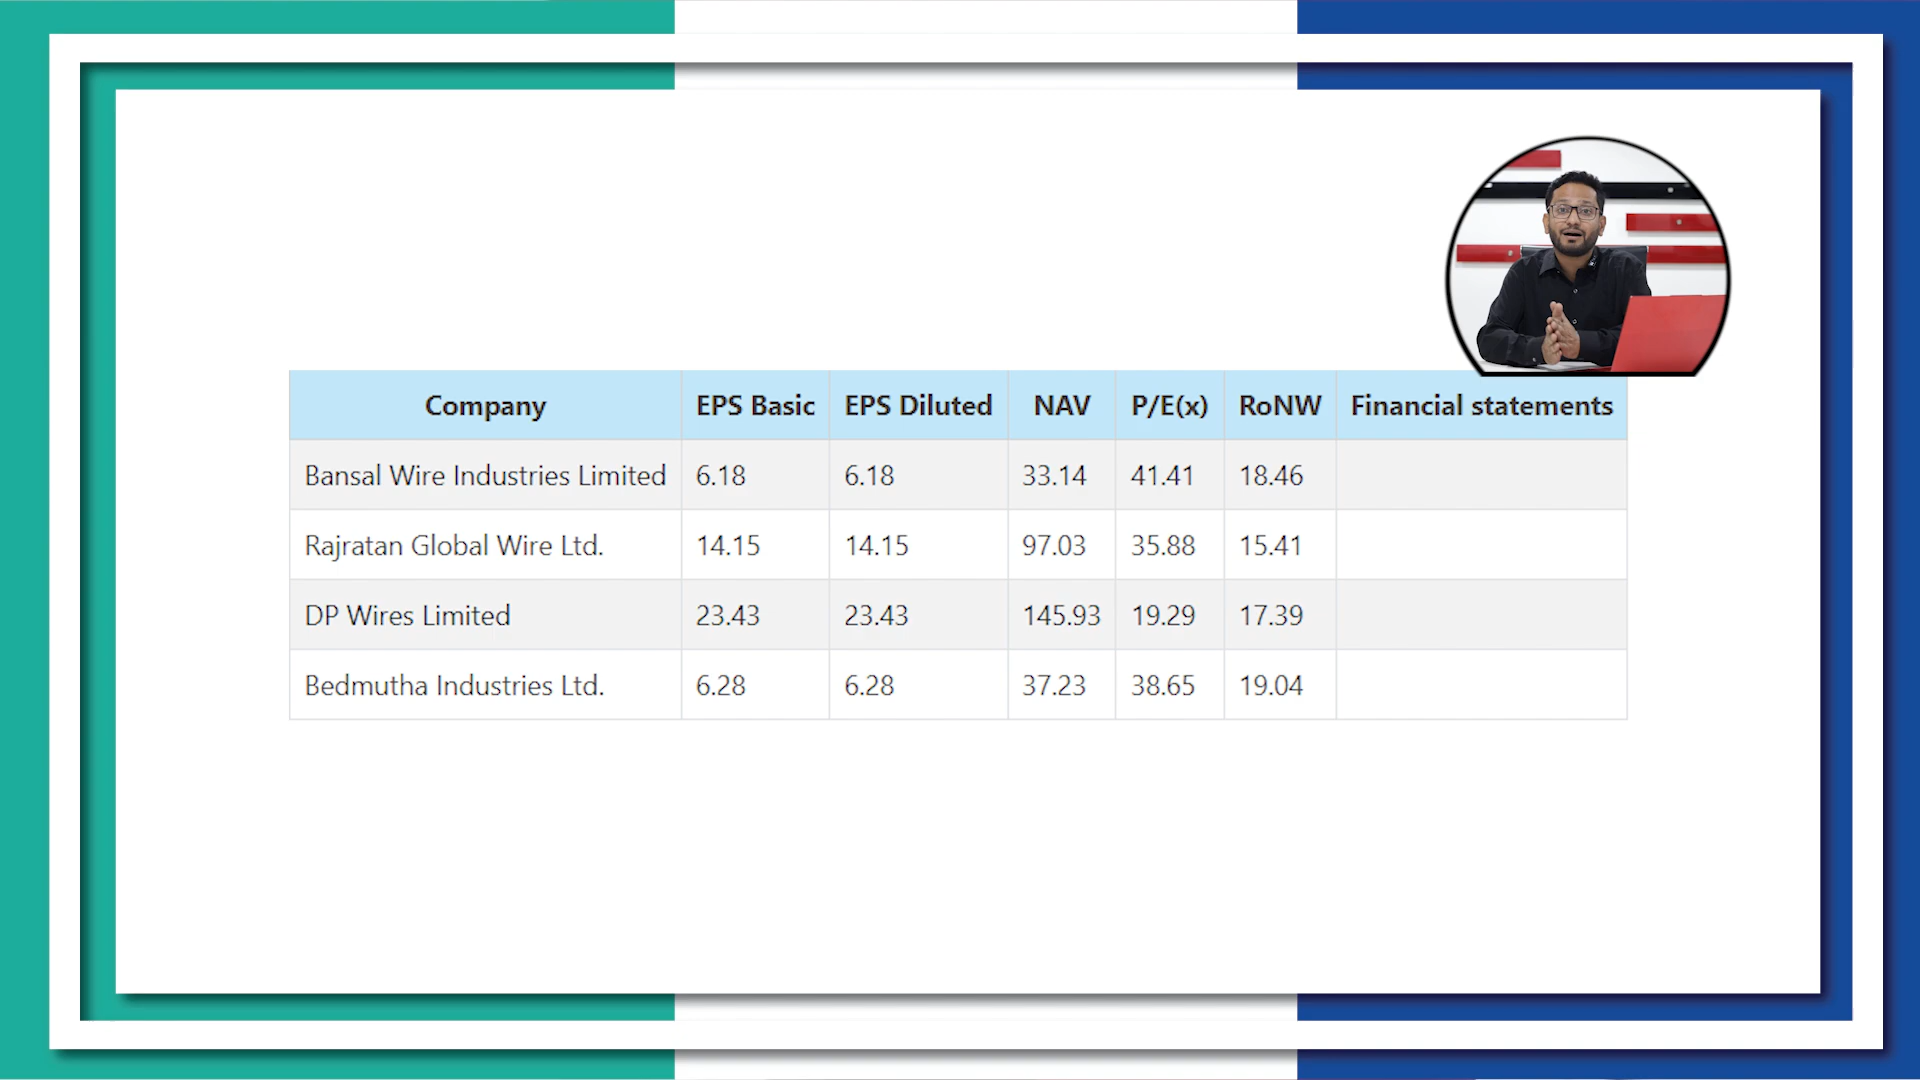 Company EPS Basic EPS Diluted NAV P/E(x) RoNW Financial statements
Bansal Wire Industries Limited 6.18 6.18 33.14 41.41 18.46
Rajratan Global Wire Ltd. 14.15 14.15 97.03 35.88 15.41
DP Wires Limited 23.43 23.43 145.93 19.29 17.39
Bedmutha Industries Ltd. 6.28 6.28 37.23 38.65 19.04